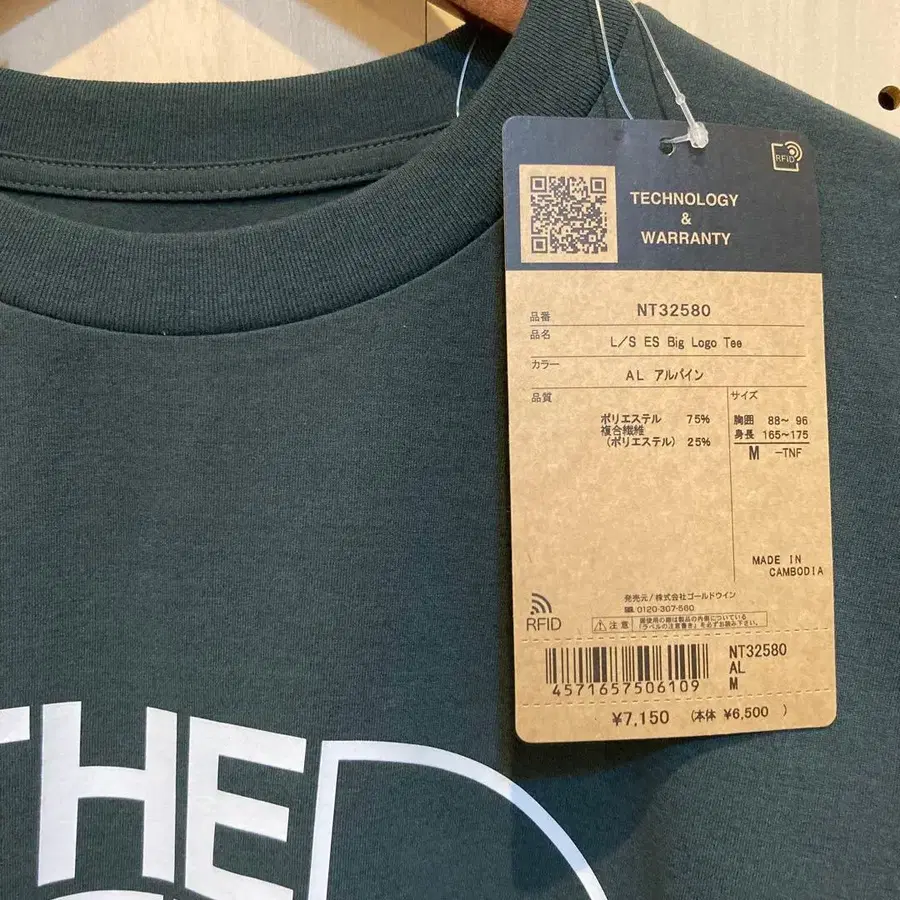 RFID
TECHNOLOGY
&
WARRANTY
品番 NT32580
品名 L/S ES Big Logo Tee
カラー AL アルパイン
品質
ポリエステル 75%
複合繊維
(ポリエステル) 25%
サイズ
胸囲 88~ 96
身長 165~175
M -TNF
MADE IN
CAMBODIA
発売元/株式会社ゴールドウイン
0120-307-560
RFID
注意
NT32580
AL
M
4571657506109
¥7,150 (本体 ¥6,500 )
THE